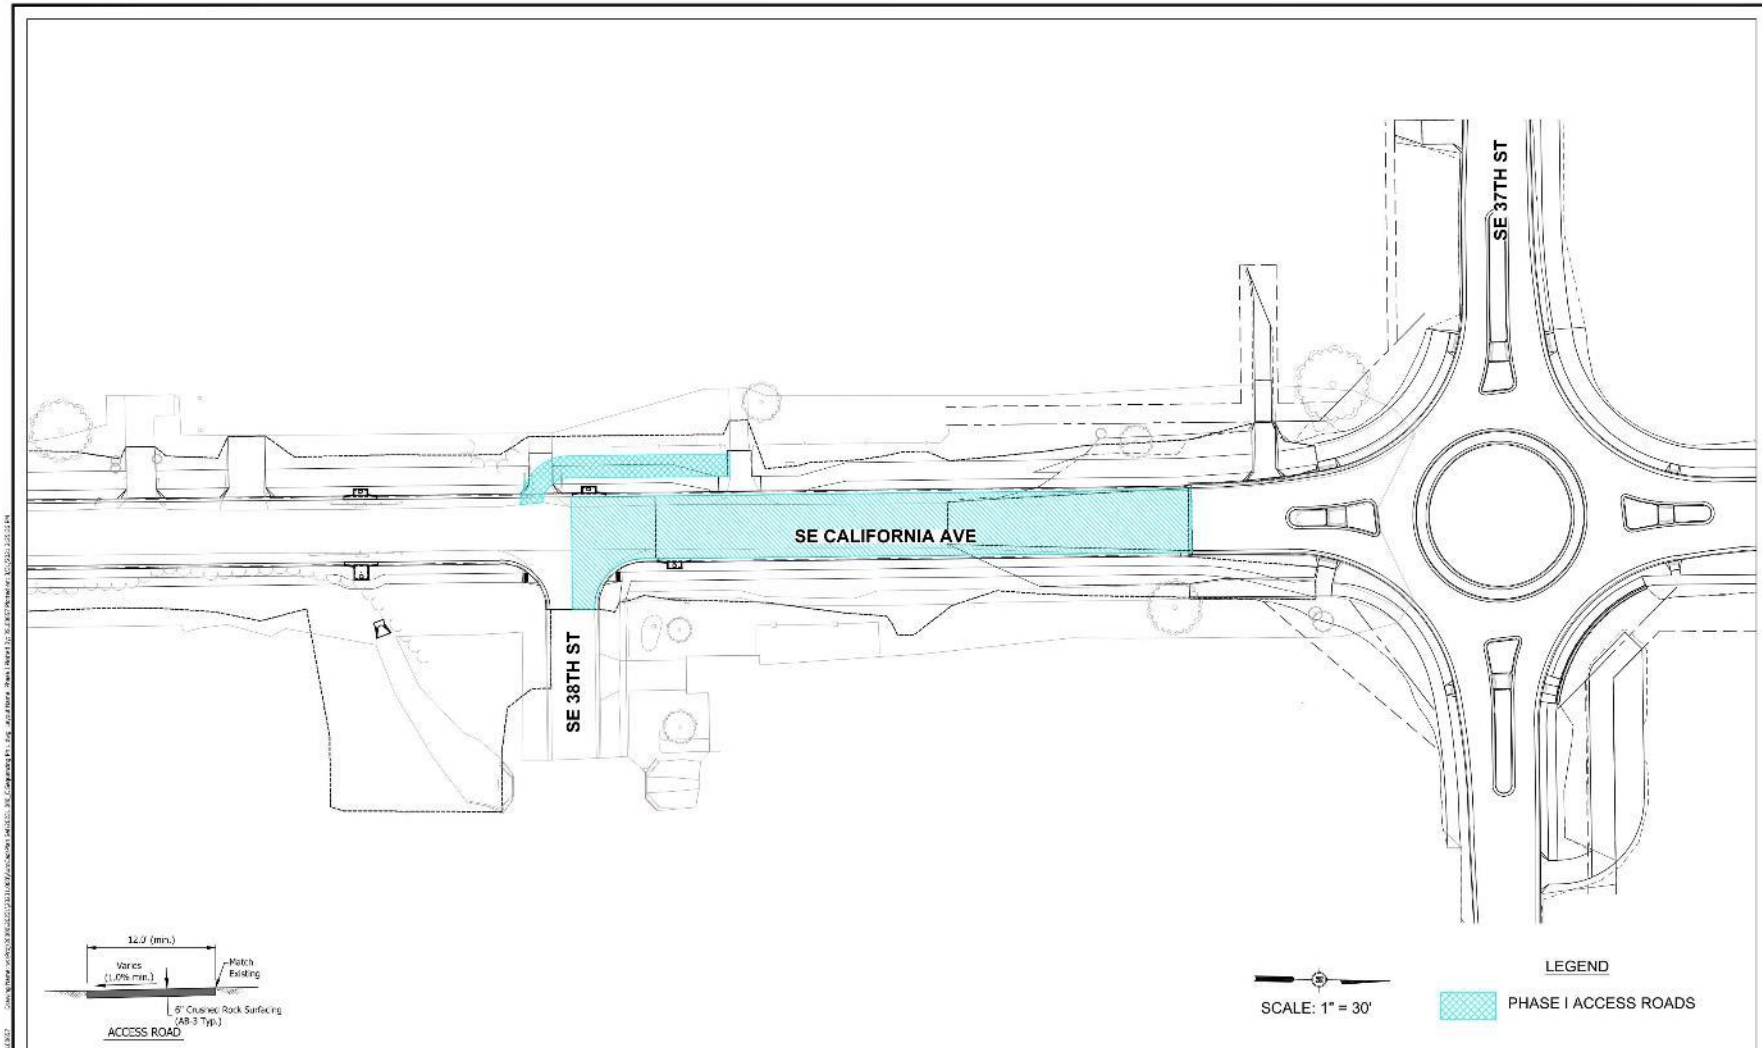 SE 37TH ST
SE CALIFORNIA AVE
SE 38TH ST
12.0' (min.)
Varies
(1.0% min.)
Match
Existing
6" Crushed Rock Surfacing
(AB-3 Typ.)
ACCESS ROAD
SCALE: 1" = 30'
LEGEND
PHASE I ACCESS ROADS